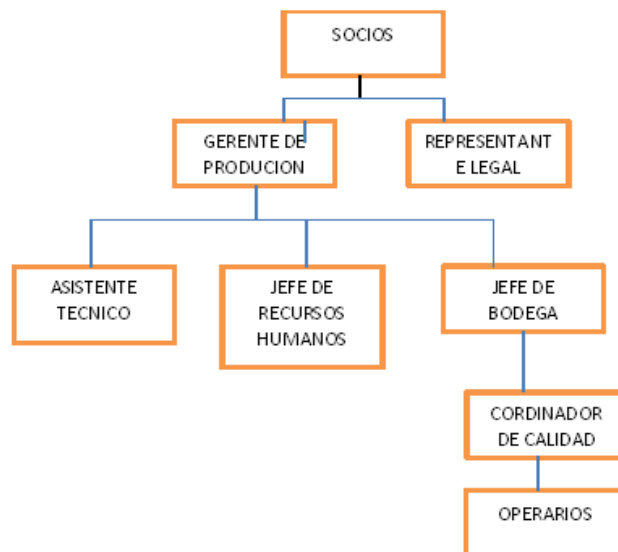 SOCIOS
GERENTE DE
PRODUCION
REPRESENTANT
E LEGAL
ASISTENTE
TECNICO
JEFE DE
RECURSOS
HUMANOS
JEFE DE
BODEGA
CORDINADOR
DE CALIDAD
OPERARIOS